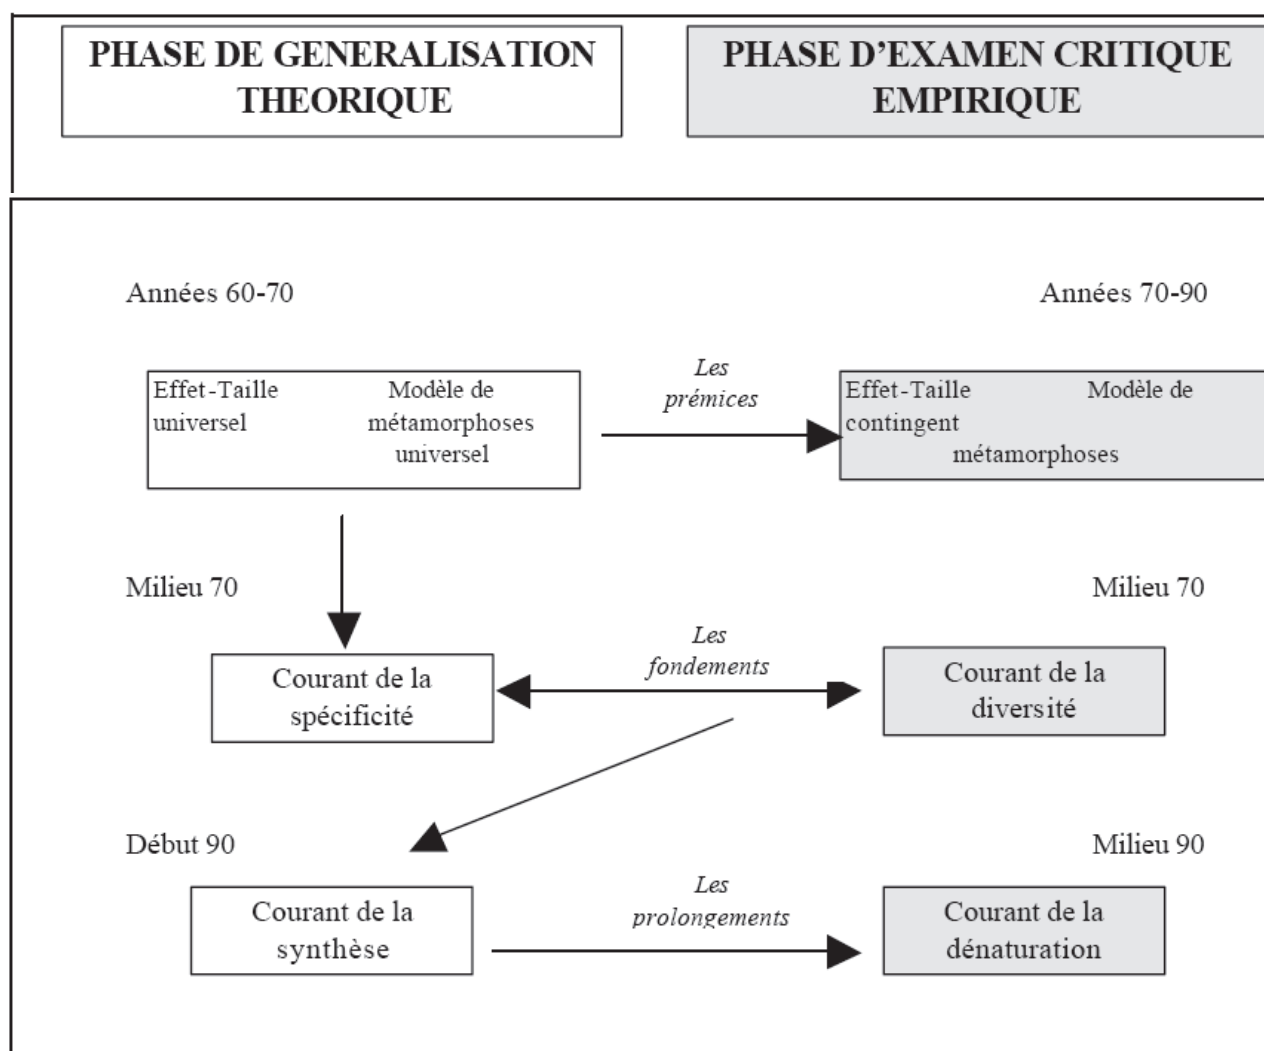 PHASE DE GENERALISATION
THEORIQUE
PHASE D’EXAMEN CRITIQUE
EMPIRIQUE
Années 60-70
Années 70-90
Effet-Taille Modèle de
universel métamorphoses
universel
Les
prémices
Effet-Taille Modèle de
contingent
métamorphoses
Milieu 70
Milieu 70
Courant de la
spécificité
Les
fondements
Courant de la
diversité
Début 90
Milieu 90
Courant de la
synthèse
Les
prolongements
Courant de la
dénaturation